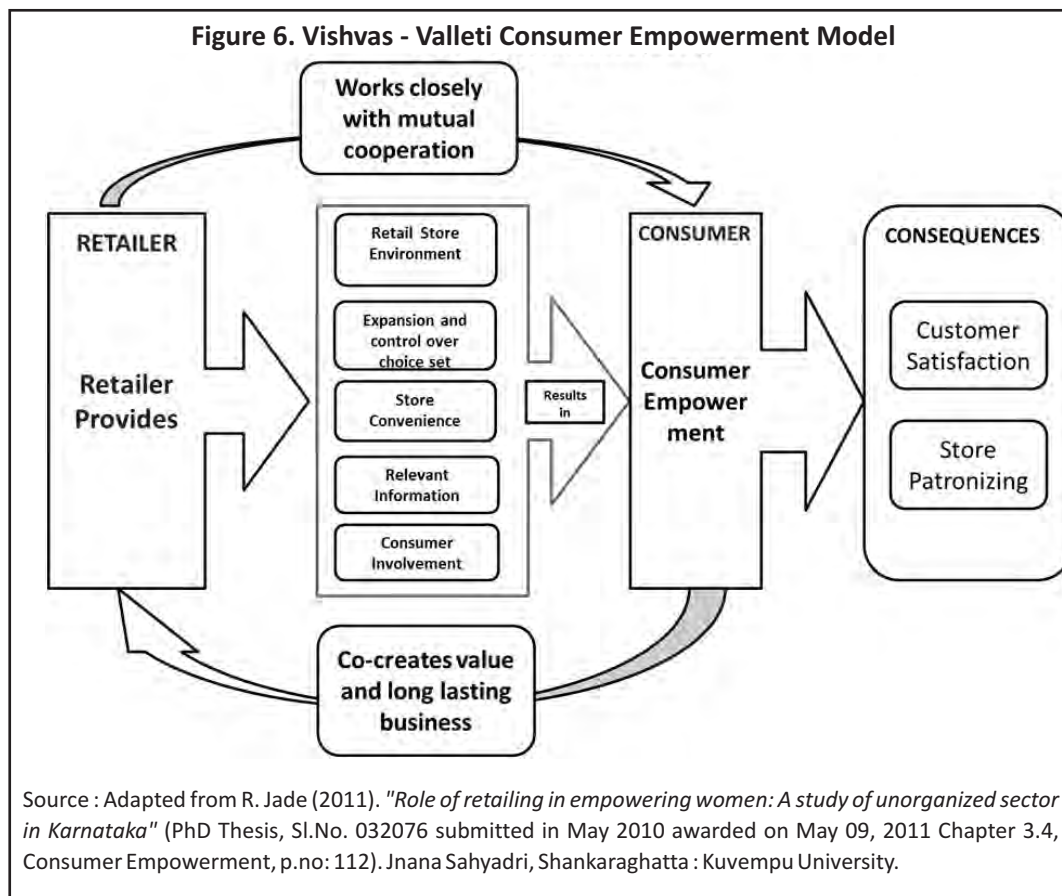 Figure 6. Vishvas - Valleti Consumer Empowerment Model
Works closely
with mutual
cooperation
RETAILER
Retailer
Provides
Retail Store
Environment
Expansion and
control over
choice set
Store
Convenience
Relevant
Information
Consumer
Involvement
Results
in
CONSUMER
Consumer
Empower
ment
CONSEQUENCES
Customer
Satisfaction
Store
Patronizing
Co-creates value
and long lasting
business
Source : Adapted from R. Jade (2011). "Role of retailing in empowering women: A study of unorganized sector
in Karnataka" (PhD Thesis, Sl.No. 032076 submitted in May 2010 awarded on May 09, 2011 Chapter 3.4,
Consumer Empowerment, p.no: 112). Jnana Sahyadri, Shankaraghatta : Kuvempu University.